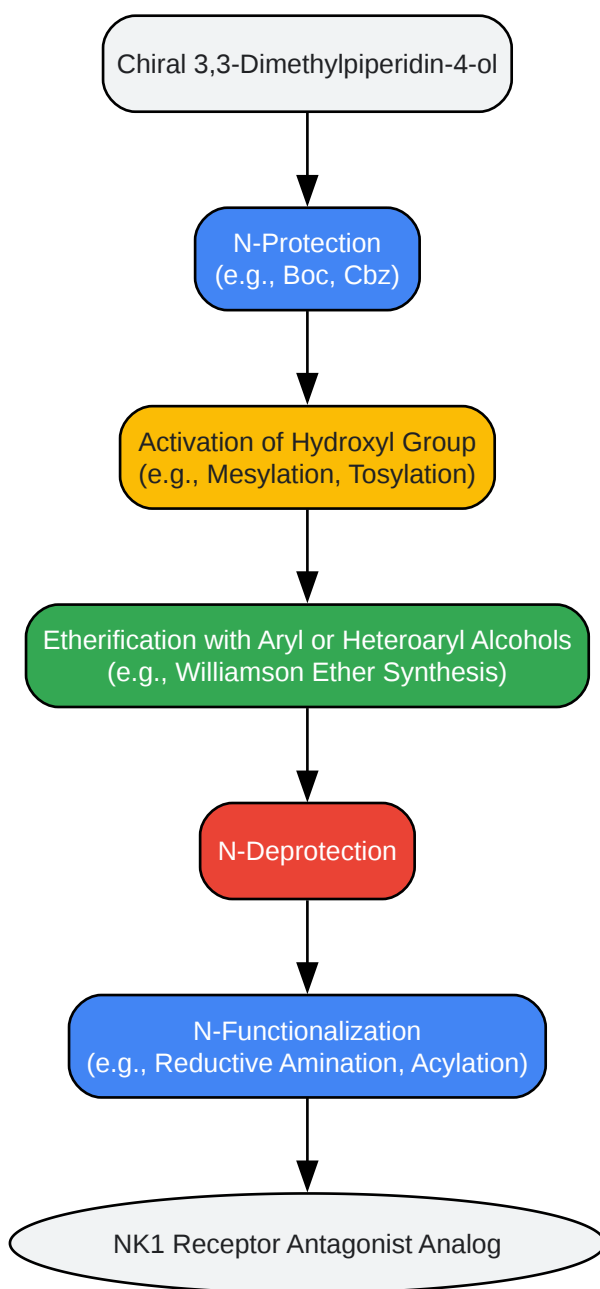 Chiral 3,3-Dimethylpiperidin-4-ol
N-Protection
(e.g., Boc, Cbz)
Activation of Hydroxyl Group
(e.g., Mesylation, Tosylation)
Etherification with Aryl or Heteroaryl Alcohols
(e.g., Williamson Ether Synthesis)
N-Deprotection
N-Functionalization
(e.g., Reductive Amination, Acylation)
NK1 Receptor Antagonist Analog